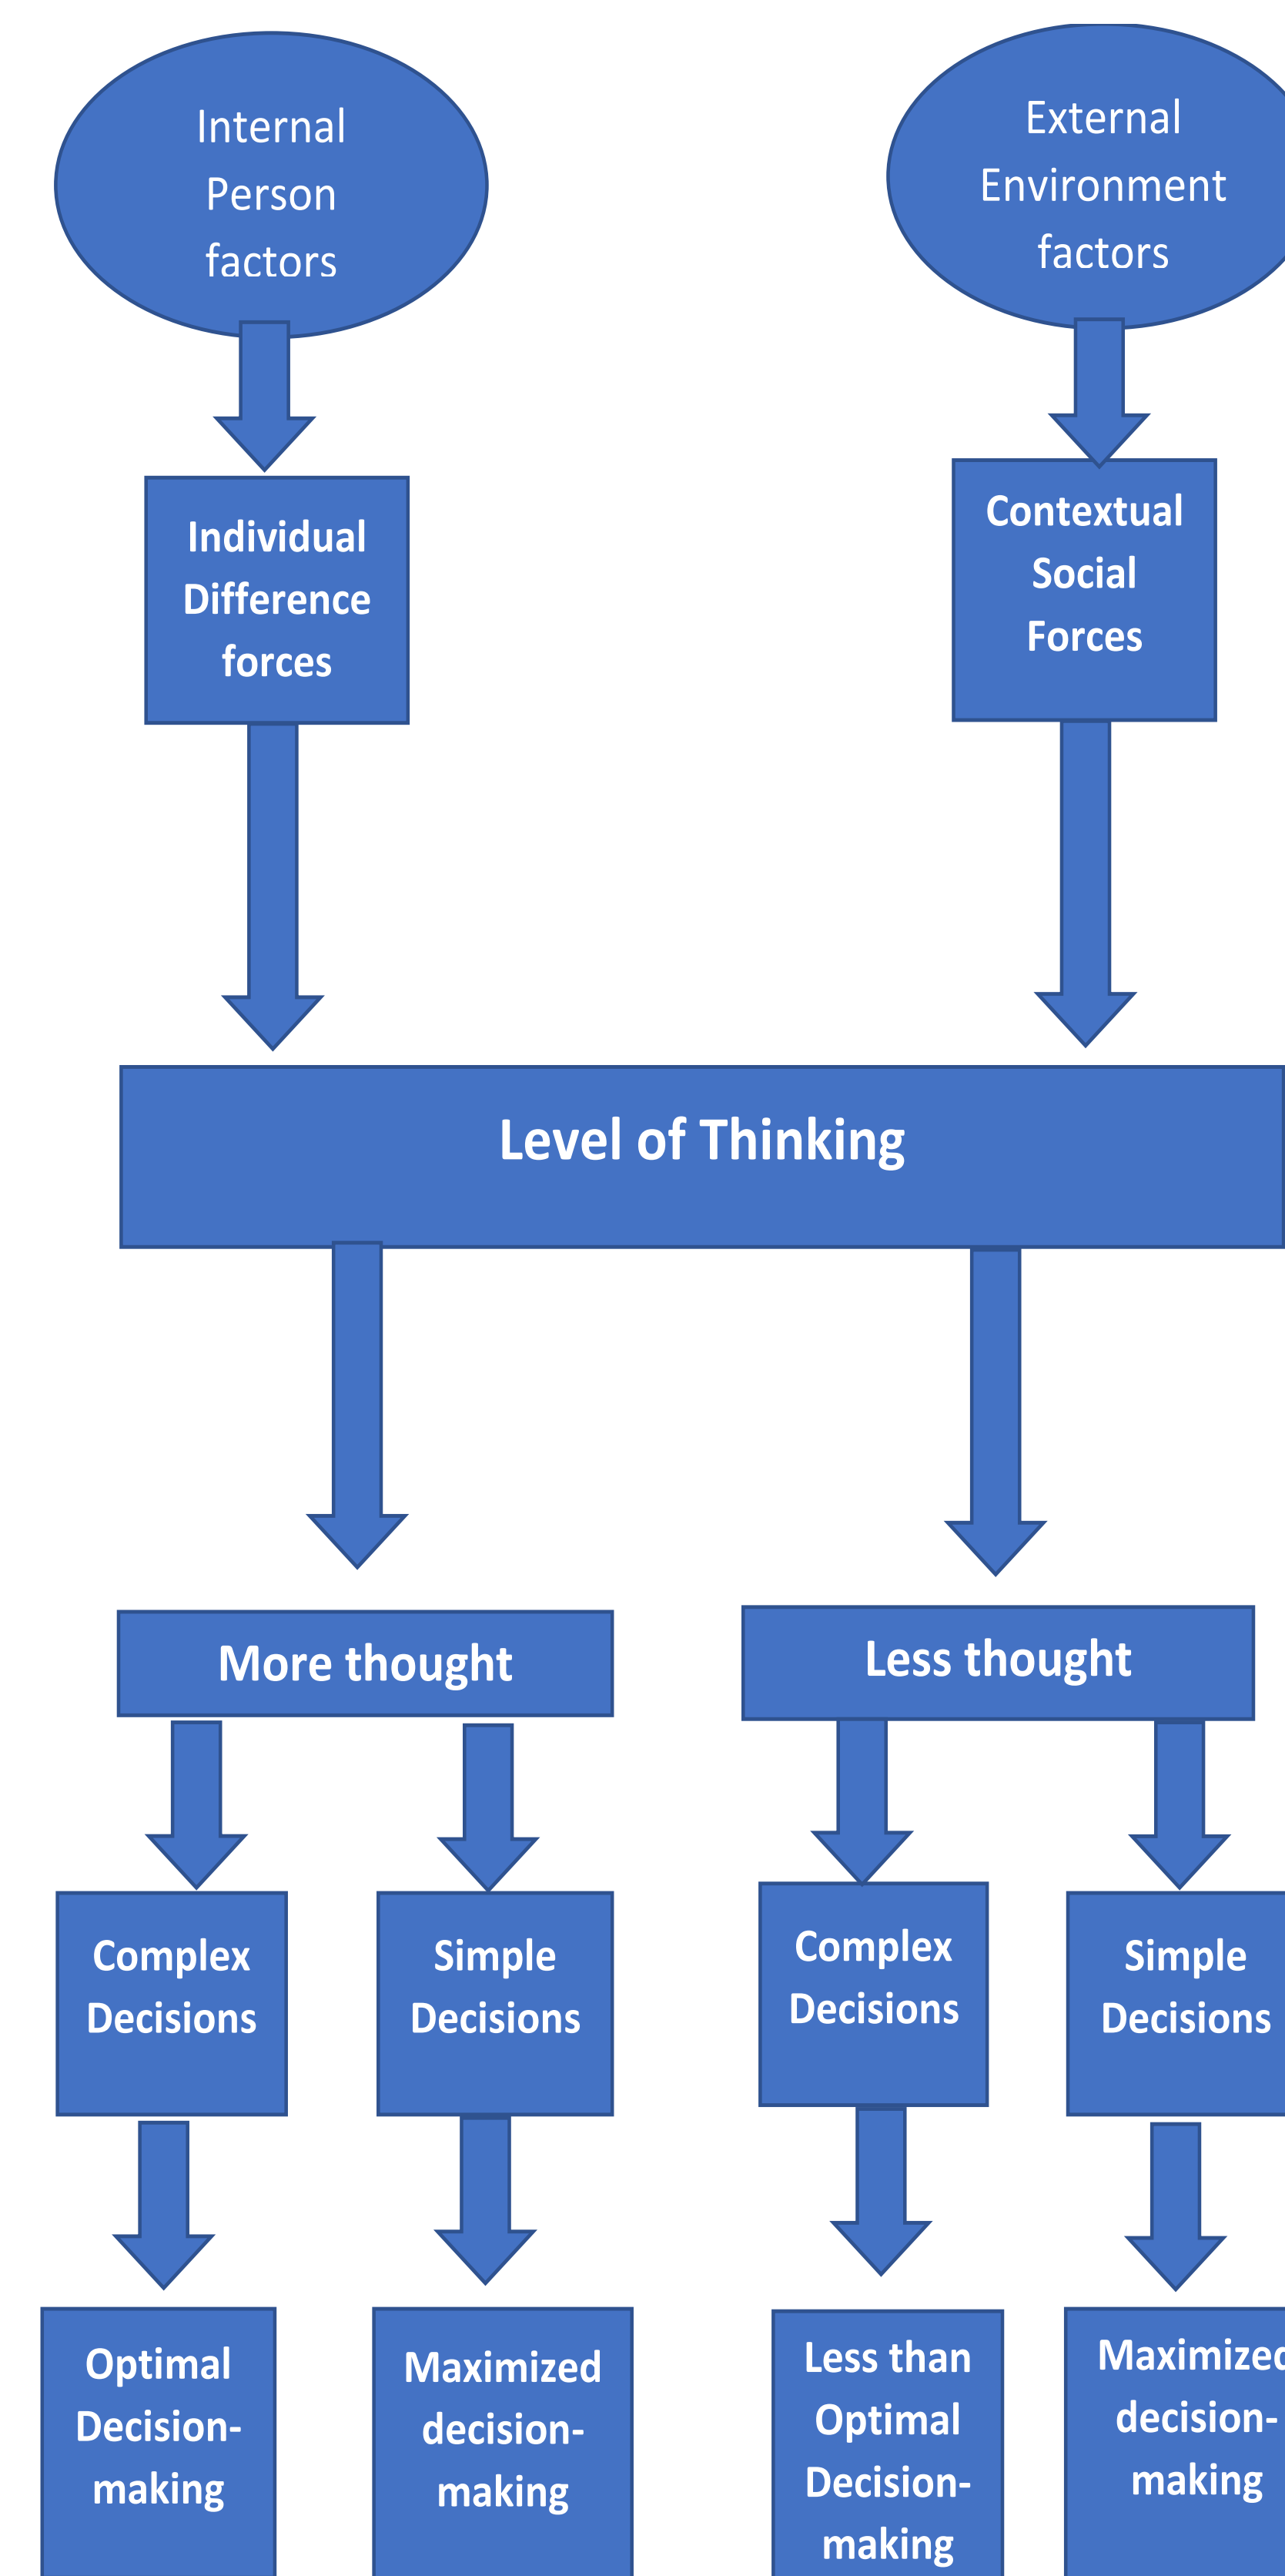 Internal
Person
factors
External
Environment
factors
Individual
Difference
forces
Contextual
Social
Forces
Level of Thinking
More thought
Less thought
Complex
Decisions
Simple
Decisions
Complex
Decisions
Simple
Decisions
Optimal
Decision-
making
Maximized
decision-
making
Less than
Optimal
Decision-
making
Maximized
decision-
making